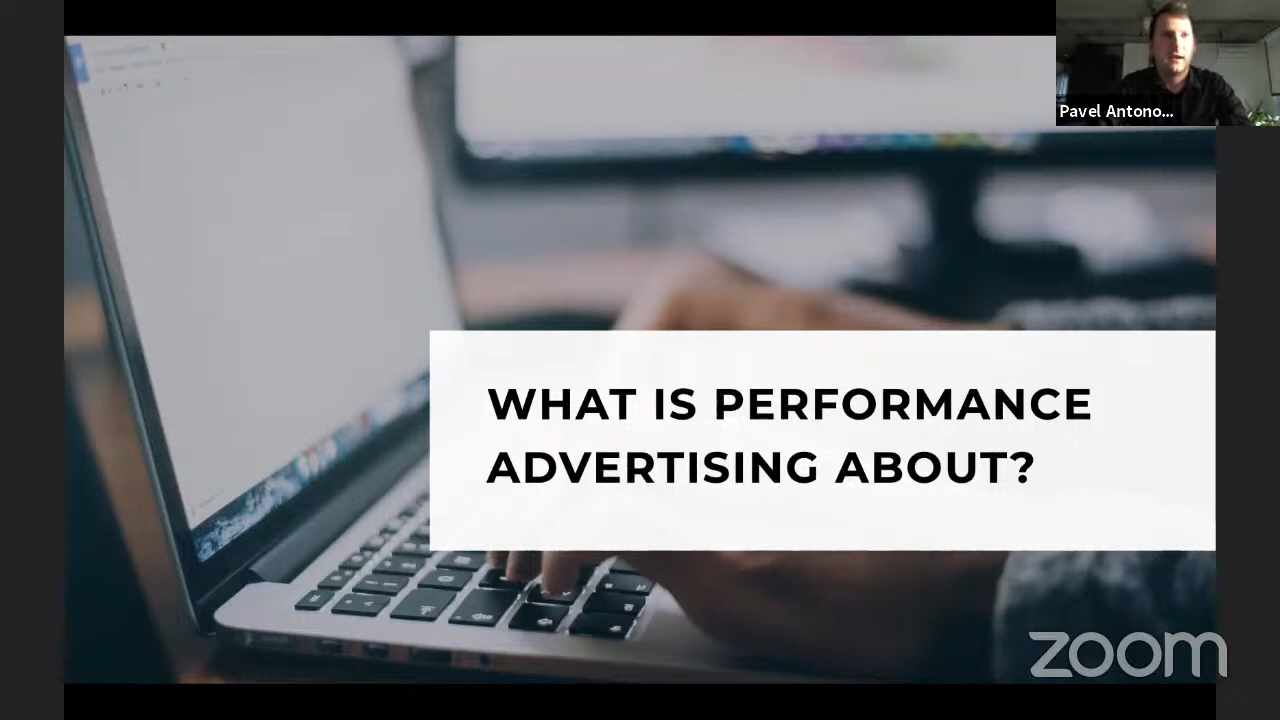 Pavel Antono...
WHAT IS PERFORMANCE
ADVERTISING ABOUT?
zoom